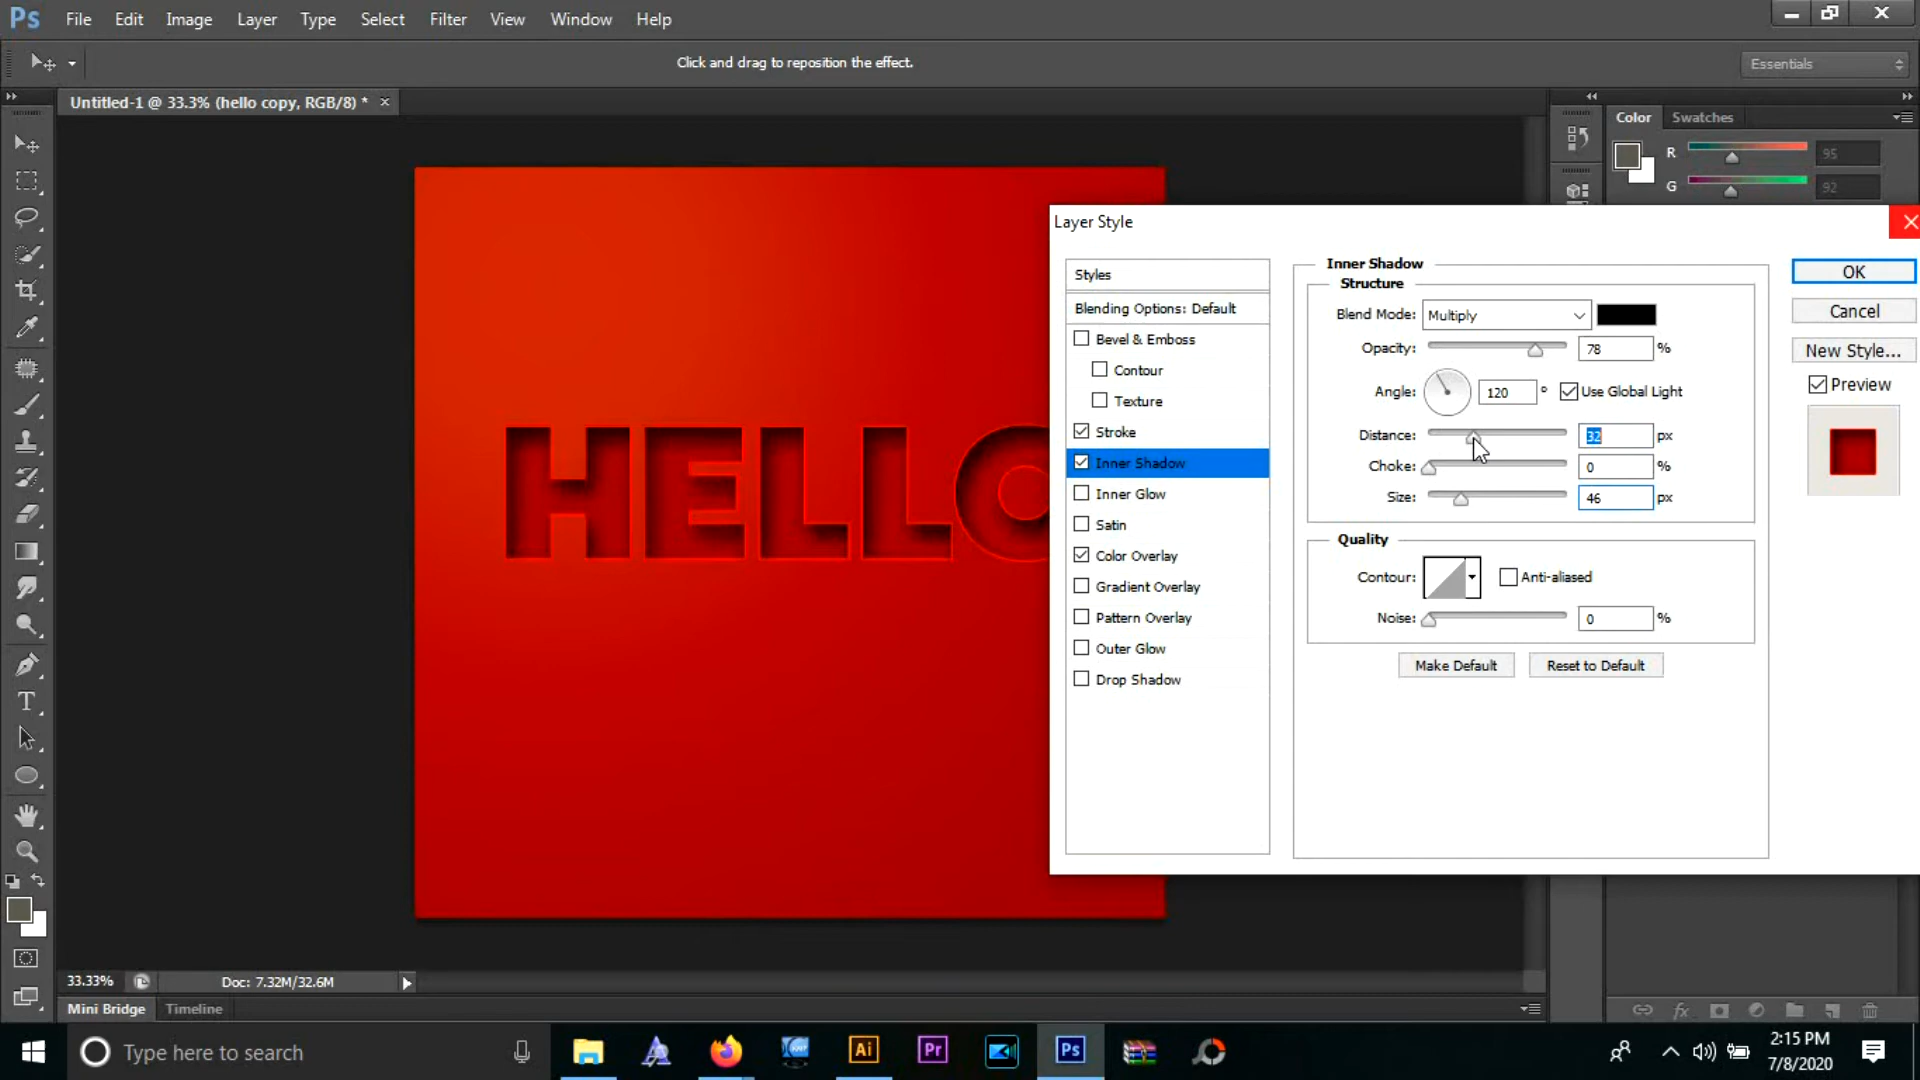 Ps File Edit Image Layer Type Select Filter View Window Help
Click and drag to reposition the effect.
Essentials
Untitled-1 @ 33.3% (hello copy, RGB/8) * ×
Color Swatches
R 95
G 92
HELLO
Layer Style
Styles
Blending Options: Default
Bevel & Emboss
Contour
Texture
Stroke
Inner Shadow
Inner Glow
Satin
Color Overlay
Gradient Overlay
Pattern Overlay
Outer Glow
Drop Shadow
Inner Shadow
Structure
Blend Mode: Multiply
Opacity: 78 %
Angle: 120 ° Use Global Light
Distance: 32 px
Choke: 0 %
Size: 46 px
Quality
Contour: Anti-aliased
Noise: 0 %
Make Default Reset to Default
OK
Cancel
New Style...
Preview
33.33% Doc: 7.32M/32.6M
Mini Bridge Timeline
fx
Type here to search
Ai Pr Ps
2:15 PM
7/8/2020